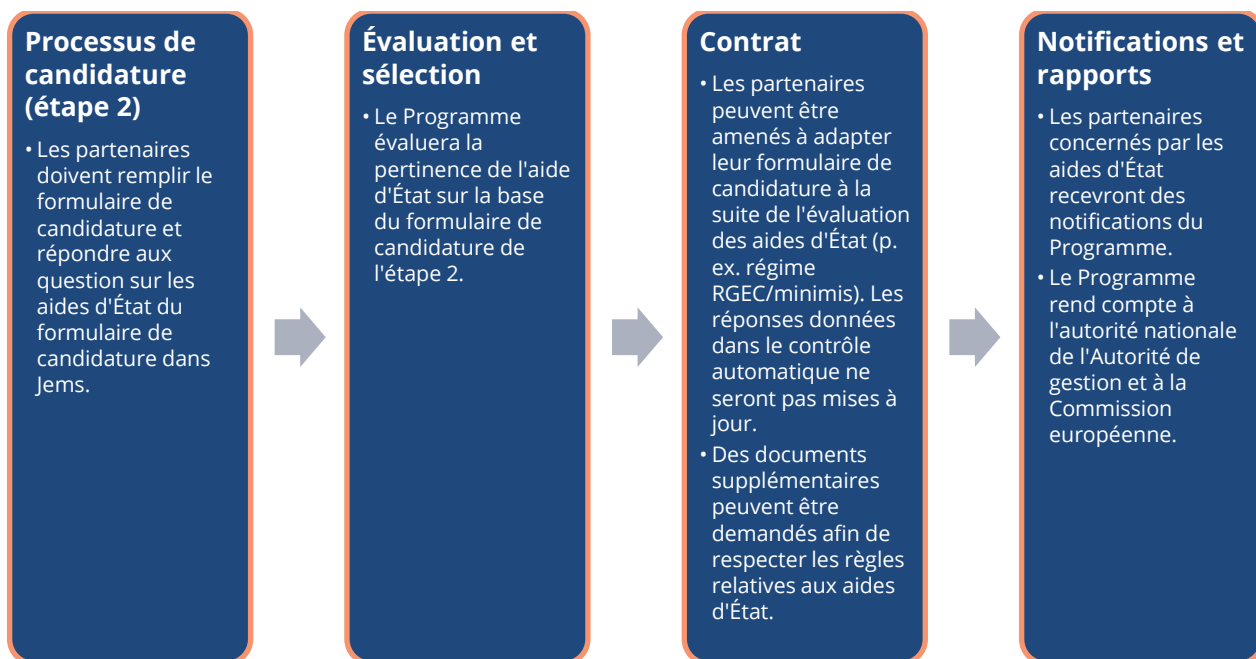 Processus de
candidature
(étape 2)
• Les partenaires
doivent remplir le
formulaire de
candidature et
répondre aux
question sur les
aides d'État du
formulaire de
candidature dans
Jems.
Évaluation et
sélection
• Le Programme
évaluera la
pertinence de l'aide
d'État sur la base
du formulaire de
candidature de
l'étape 2.
Contrat
• Les partenaires
peuvent être
amenés à adapter
leur formulaire de
candidature à la
suite de l'évaluation
des aides d'État (p.
ex. régime
RGEC/minimis). Les
réponses données
dans le contrôle
automatique ne
seront pas mises à
jour.
• Des documents
supplémentaires
peuvent être
demandés afin de
respecter les règles
relatives aux aides
d'État.
Notifications et
rapports
• Les partenaires
concernés par les
aides d'État
recevront des
notifications du
Programme.
• Le Programme
rend compte à
l'autorité nationale
de l'Autorité de
gestion et à la
Commission
européenne.